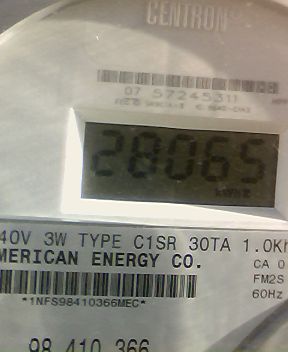 CENTRON®
07 57245311
28065
40V 3W TYPE C1SR 30TA 1.0Kh
MERICAN ENERGY CO.
CA 0
FM2S
*1NFS98410366MEC*
60Hz
98 410 366